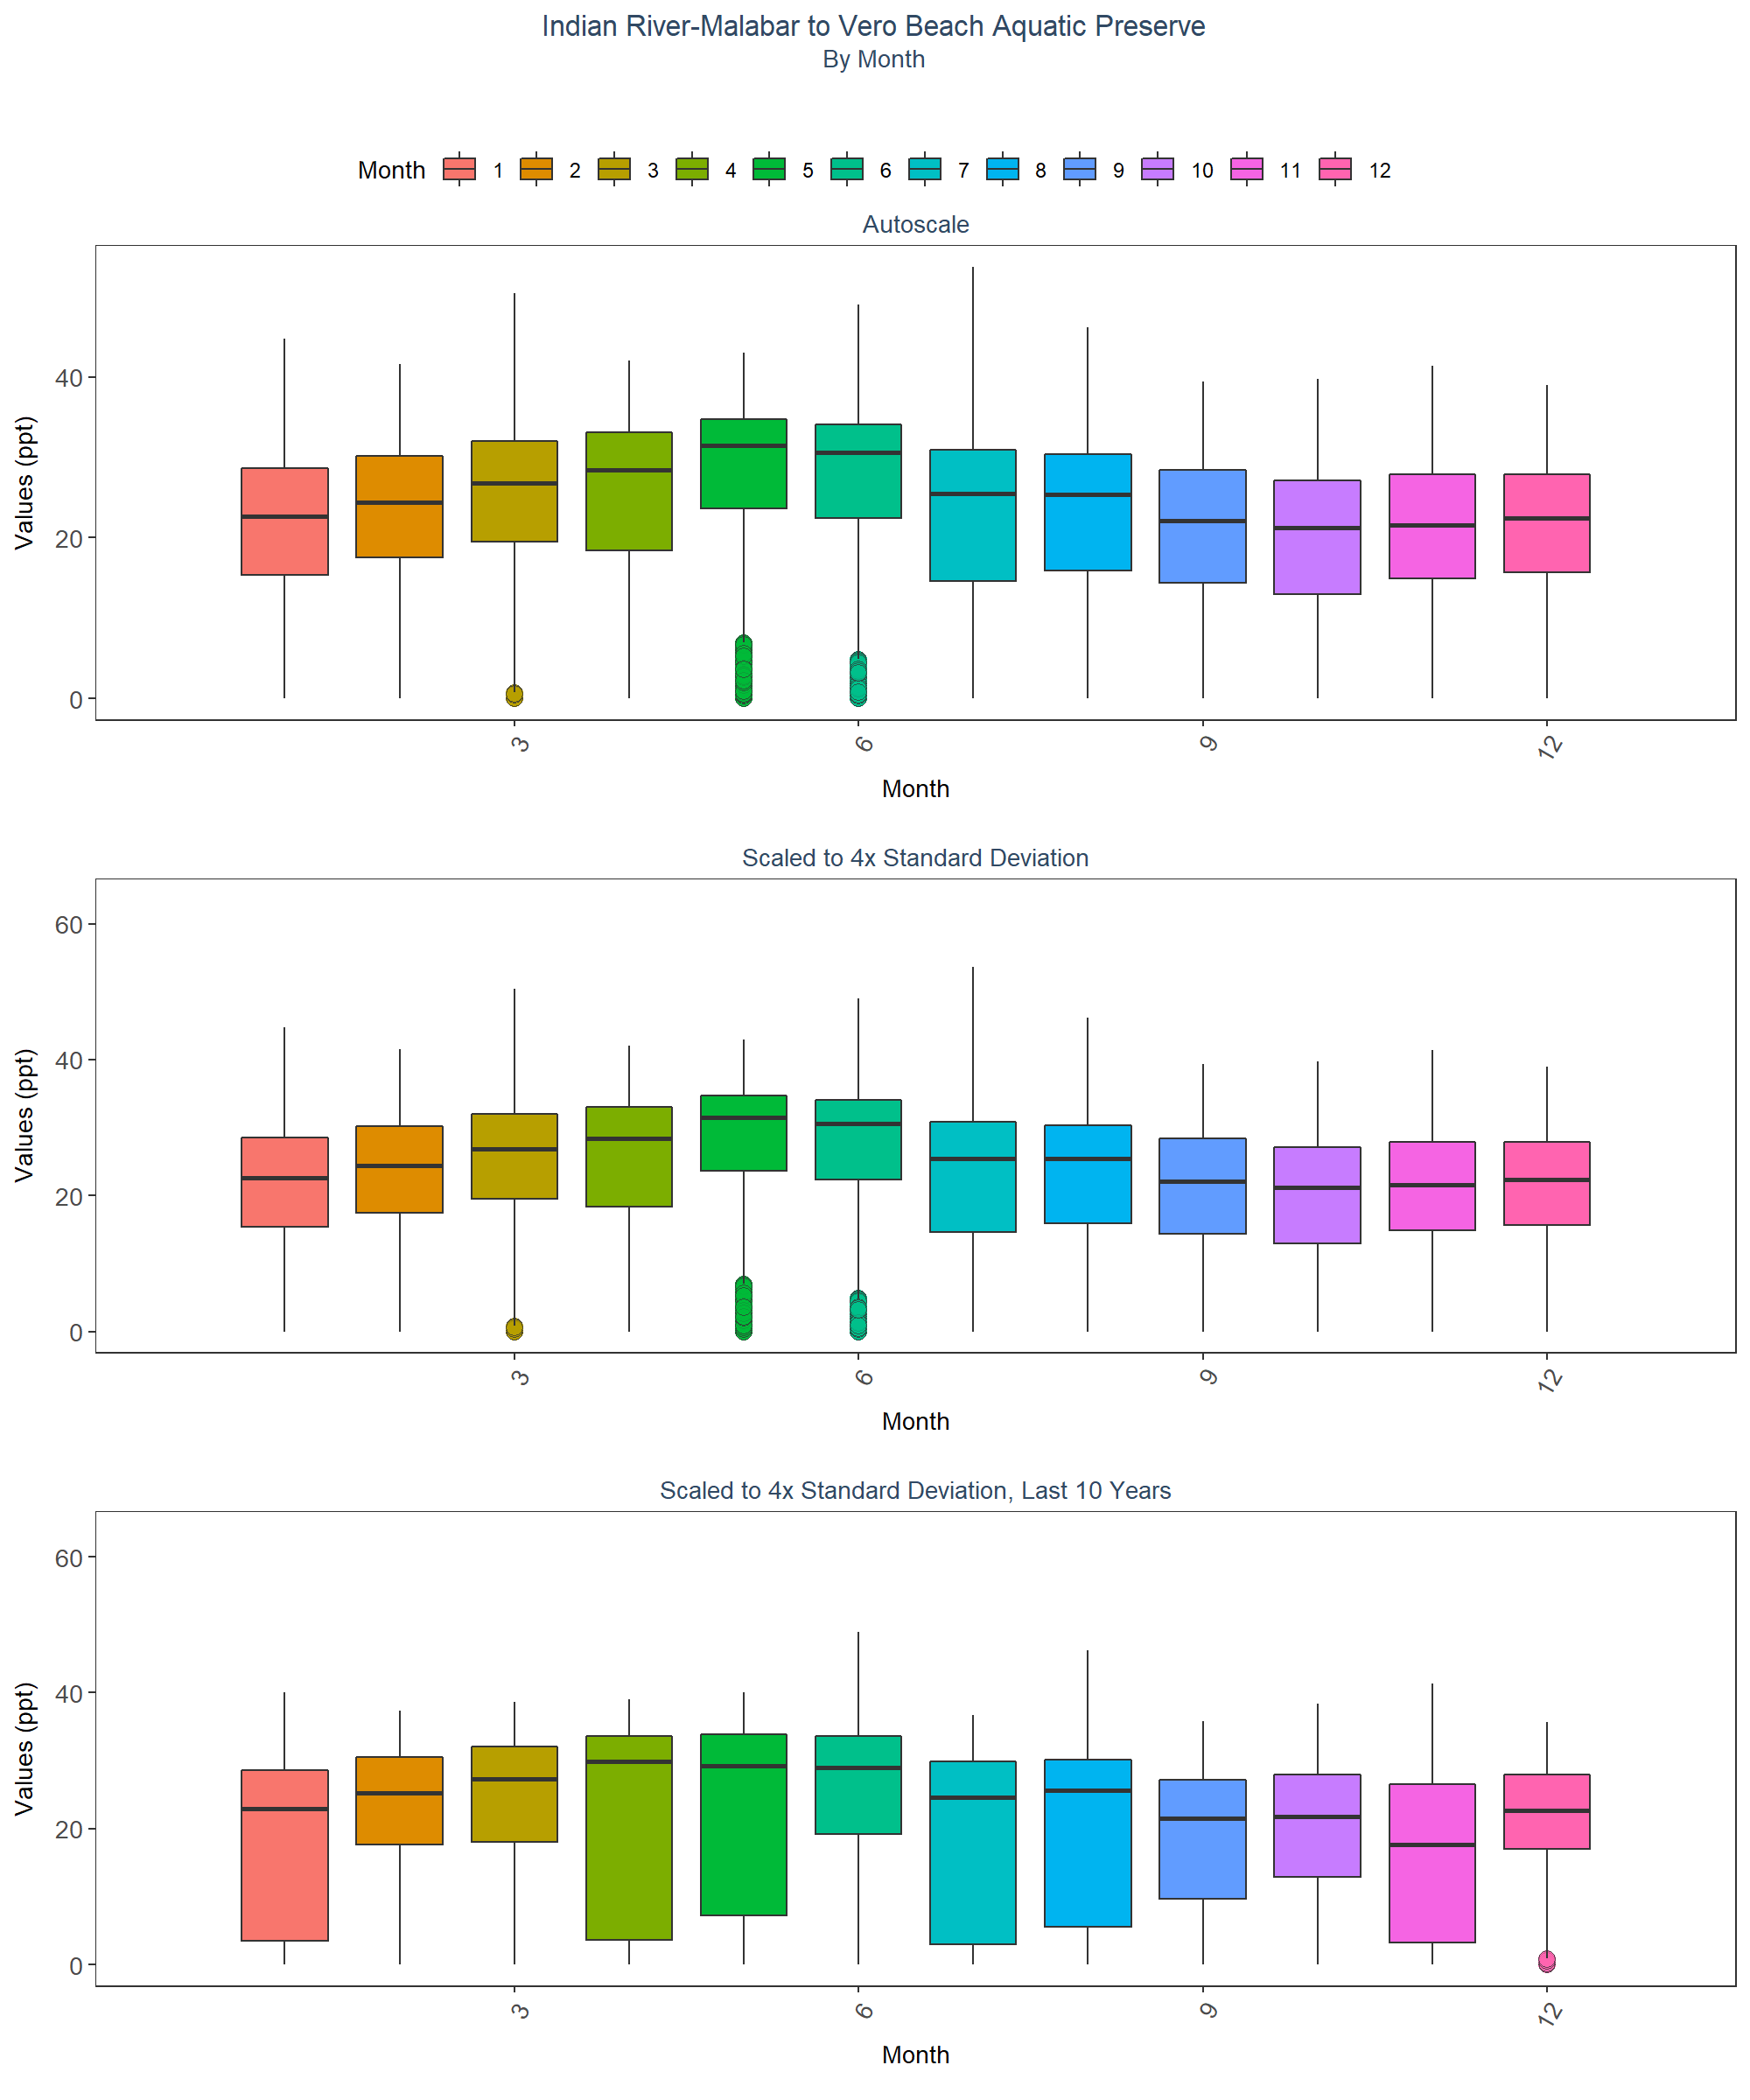 Indian River-Malabar to Vero Beach Aquatic Preserve
By Month
Month 1 2 3 4 5 6 7 8 9 10 11 12
Autoscale
Values (ppt)
40
20
0
3 6 9 12
Month
Scaled to 4x Standard Deviation
Values (ppt)
60
40
20
0
3 6 9 12
Month
Scaled to 4x Standard Deviation, Last 10 Years
Values (ppt)
60
40
20
0
3 6 9 12
Month